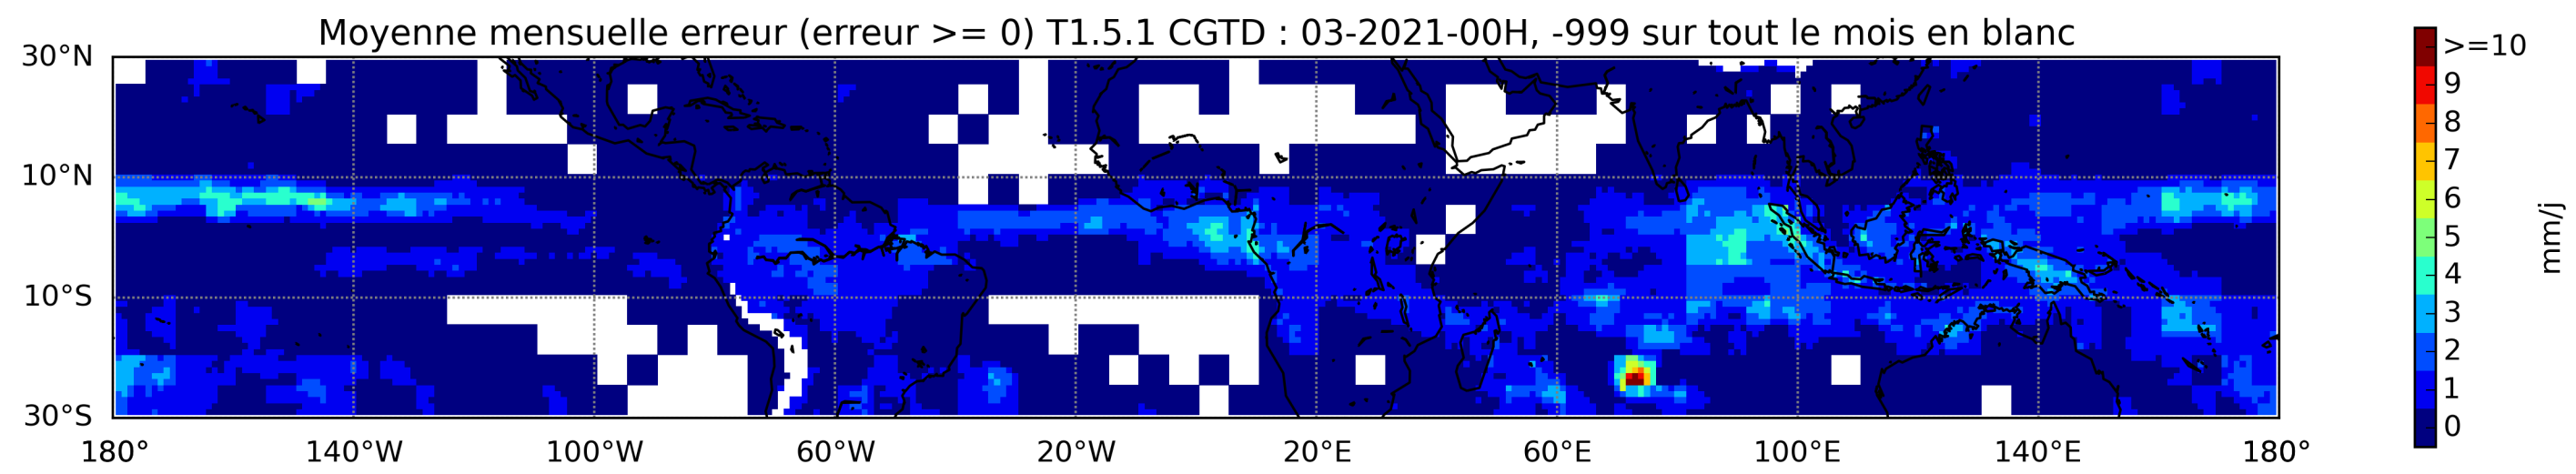 Moyenne mensuelle erreur (erreur >= 0) T1.5.1 CGTD : 03-2021-00H, -999 sur tout le mois en blanc
30°N
10°N
10°S
30°S
180° 140°W 100°W 60°W 20°W 20°E 60°E 100°E 140°E 180°
>=10
9
8
7
6
5
4
3
2
1
0
mm/j